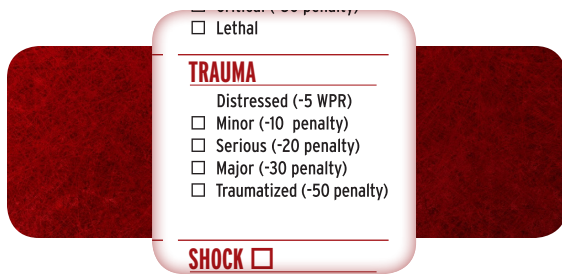 Lethal
TRAUMA
Distressed (-5 WPR)
Minor (-10 penalty)
Serious (-20 penalty)
Major (-30 penalty)
Traumatized (-50 penalty)
SHOCK